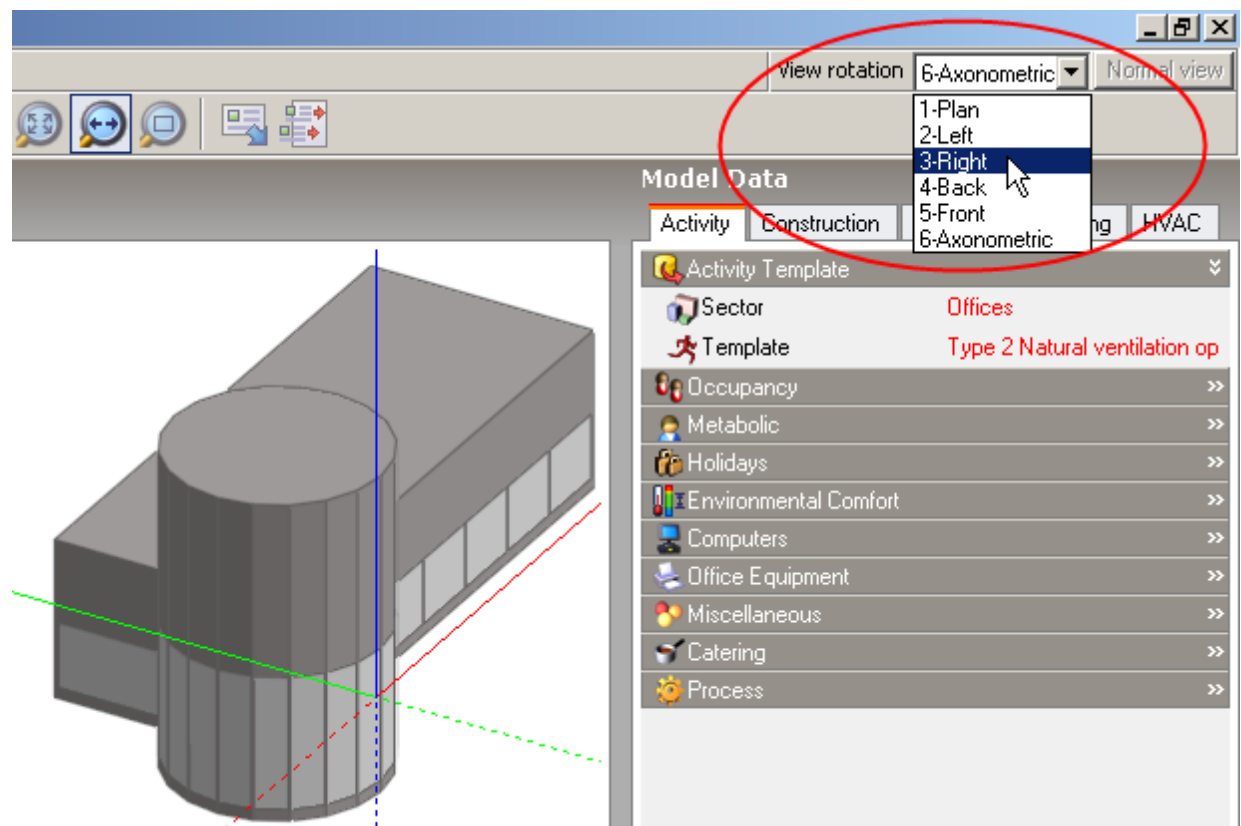 View rotation 6-Axonometric Normal view
1-Plan
2-Left
3-Right
4-Back
5-Front
6-Axonometric
Model Data
Activity Construction ng HVAC
Activity Template
Sector Offices
Template Type 2 Natural ventilation op
Occupancy
Metabolic
Holidays
Environmental Comfort
Computers
Office Equipment
Miscellaneous
Catering
Process